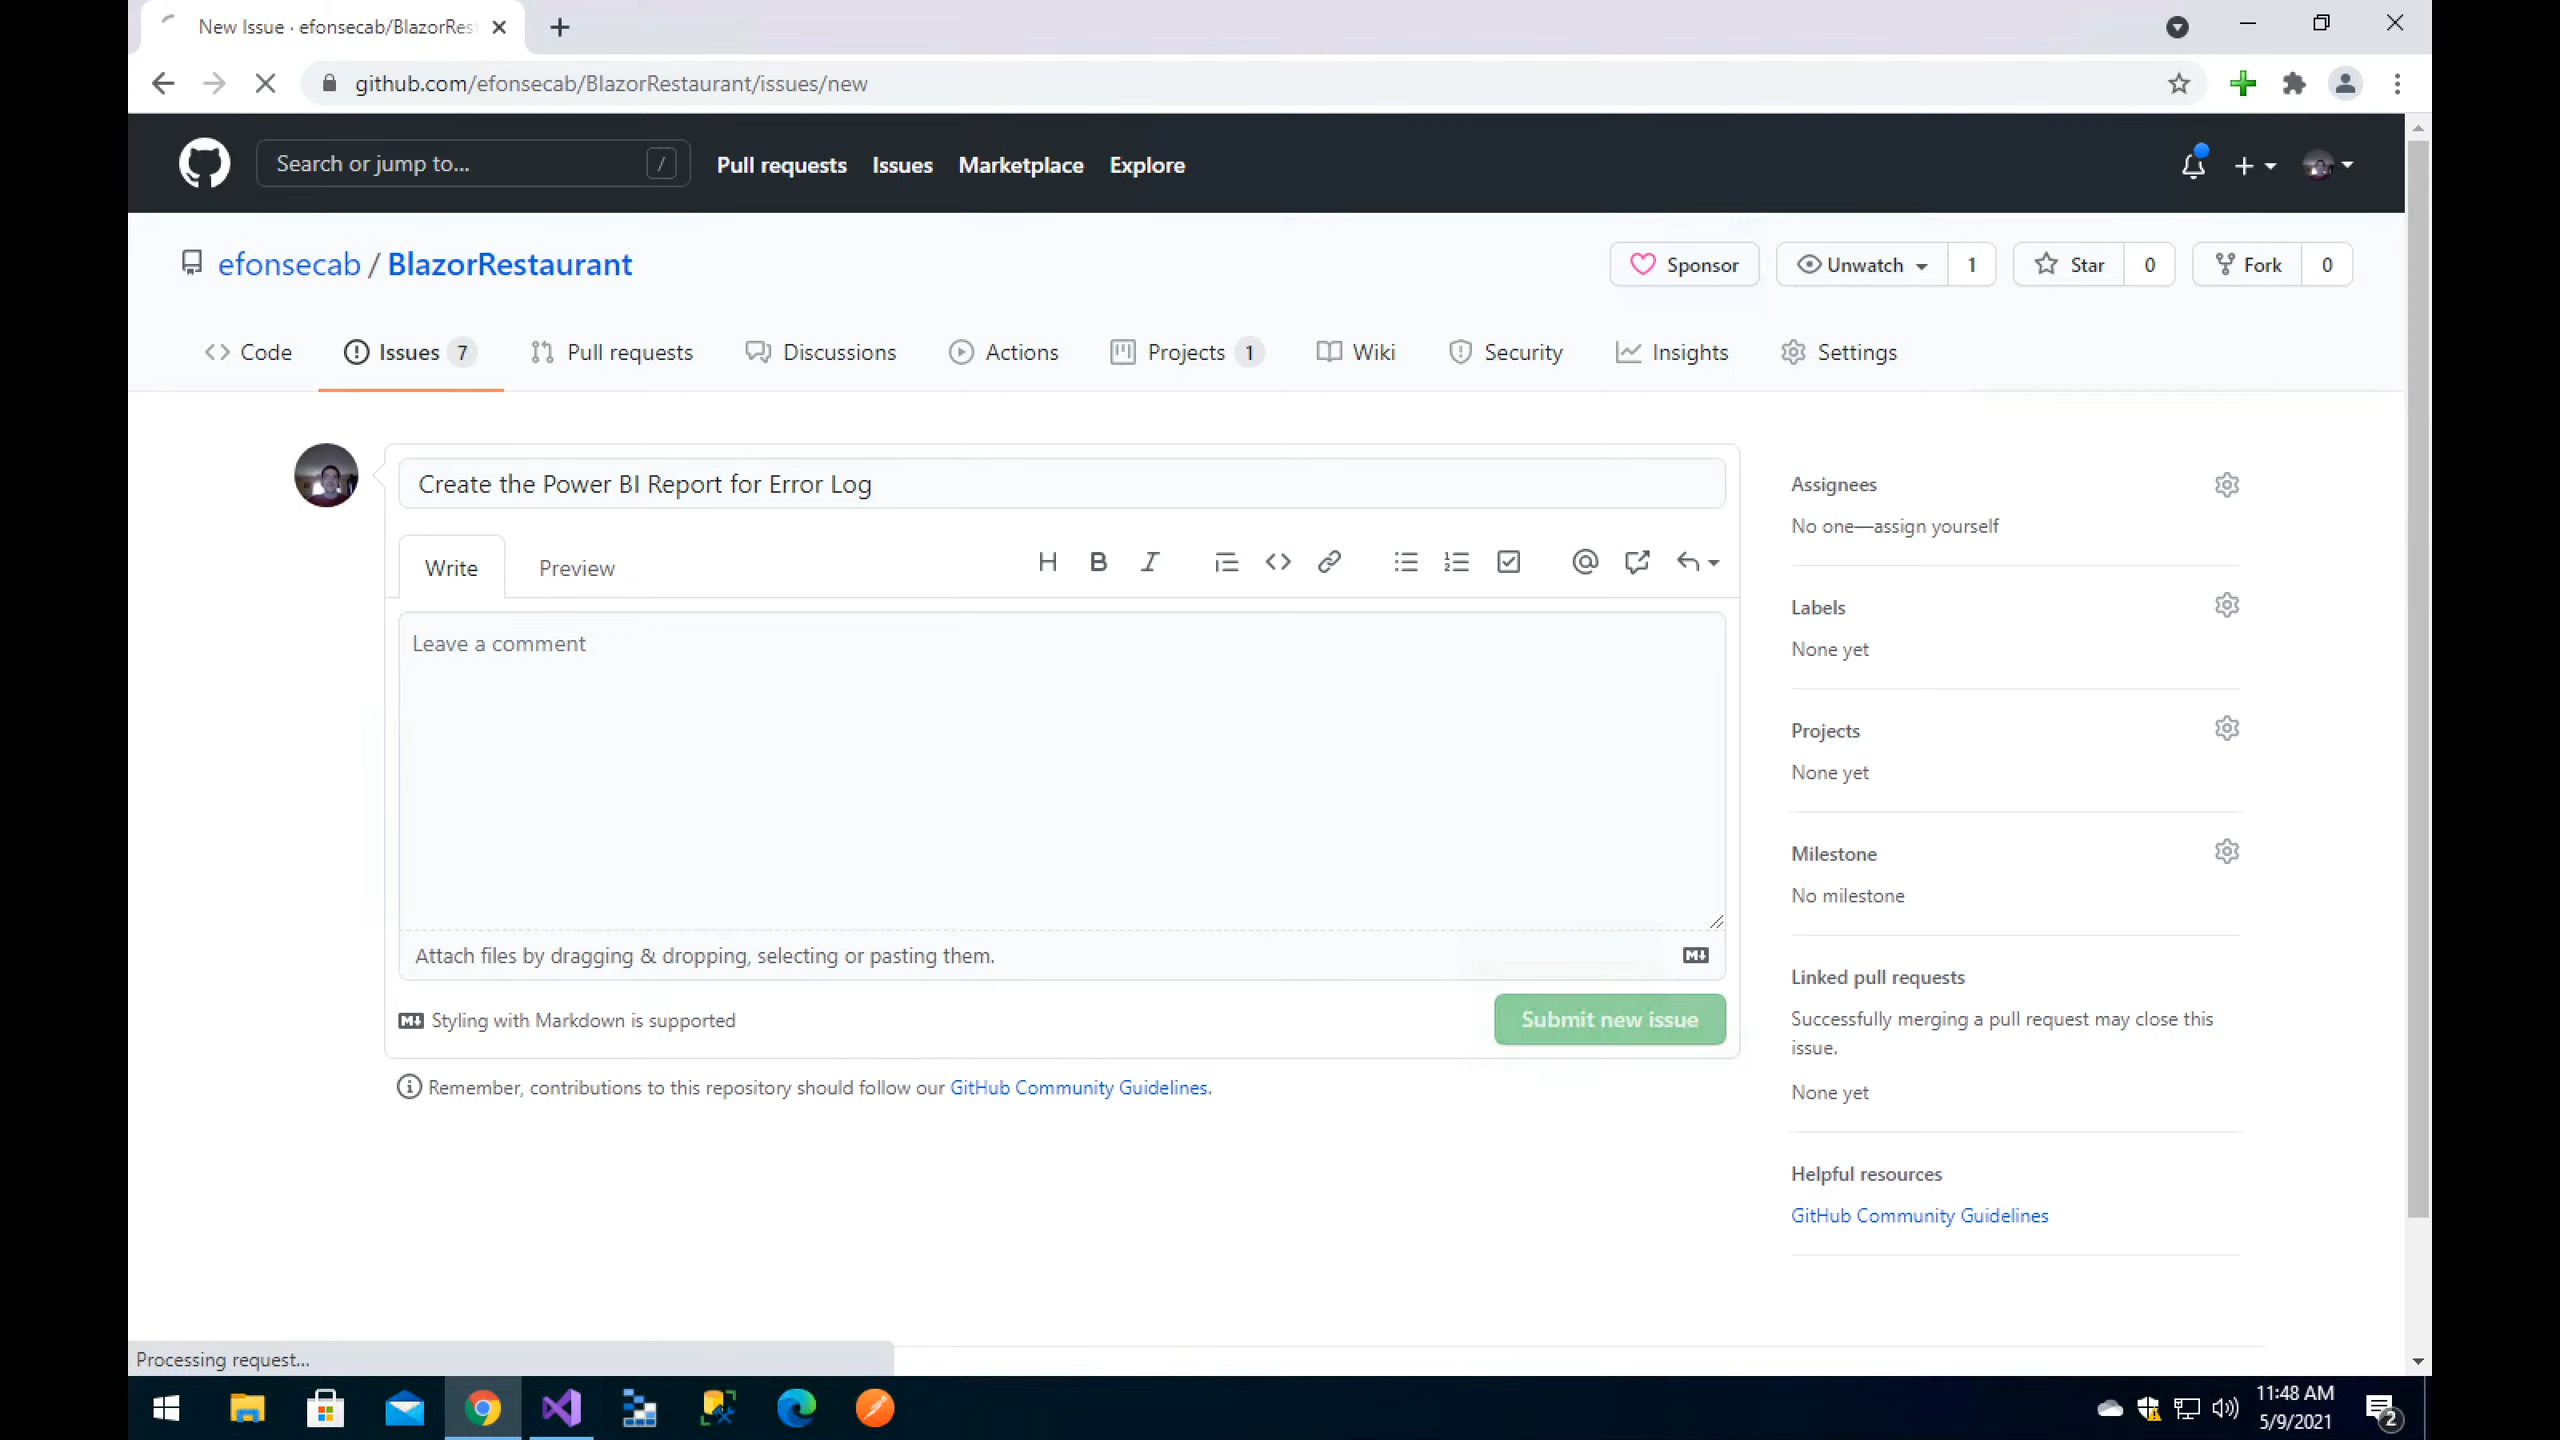 New Issue · efonsecab/BlazorRes
github.com/efonsecab/BlazorRestaurant/issues/new
Search or jump to... /
Pull requests Issues Marketplace Explore
efonsecab / BlazorRestaurant
Sponsor Unwatch 1 Star 0 Fork 0
Code Issues 7 Pull requests Discussions Actions Projects 1 Wiki Security Insights Settings
Create the Power BI Report for Error Log
Write Preview
Leave a comment
Attach files by dragging & dropping, selecting or pasting them.
Styling with Markdown is supported
Submit new issue
Remember, contributions to this repository should follow our GitHub Community Guidelines.
Assignees
No one—assign yourself
Labels
None yet
Projects
None yet
Milestone
No milestone
Linked pull requests
Successfully merging a pull request may close this
issue.
None yet
Helpful resources
GitHub Community Guidelines
Processing request...
11:48 AM
5/9/2021
2